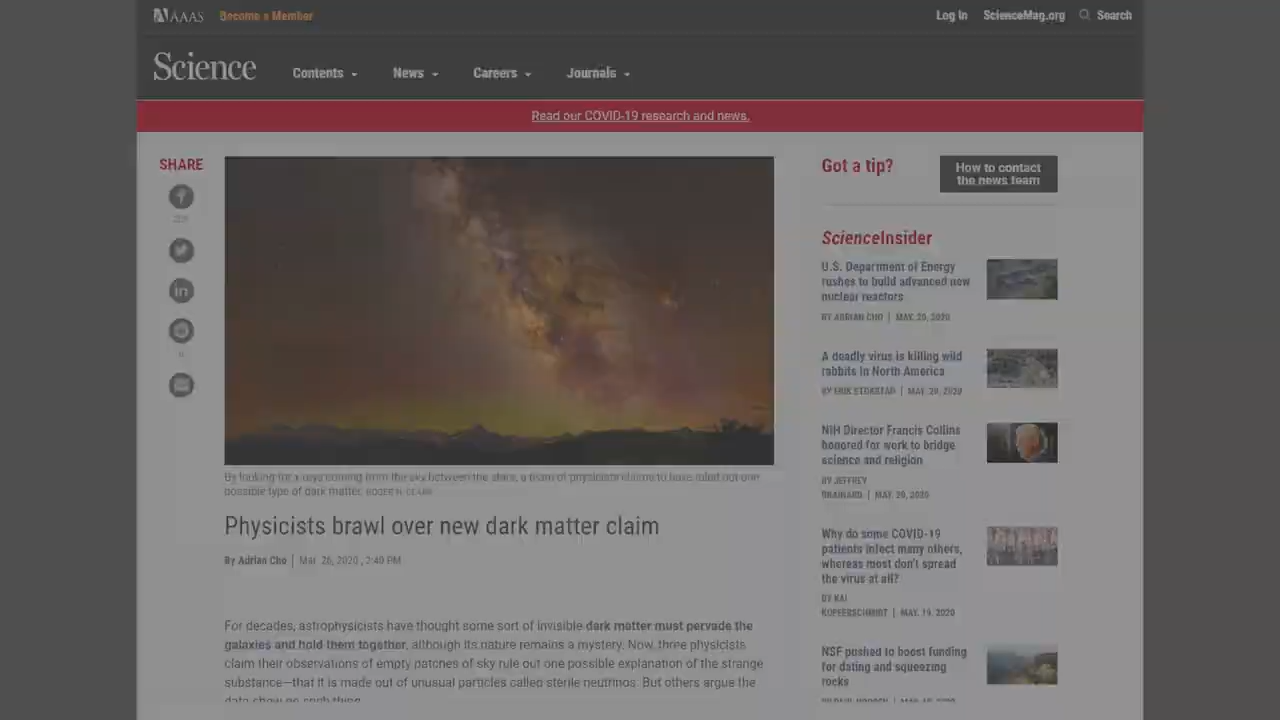 AAAS
Become a Member
Log In
ScienceMag.org
Search
Science
Contents
News
Careers
Journals
Read our COVID-19 research and news.
SHARE
Got a tip?
How to contact
the news team
ScienceInsider
U.S. Department of Energy
rushes to build advanced new
nuclear reactors
BY ADRIAN CHO | MAY. 20, 2020
A deadly virus is killing wild
rabbits in North America
BY ERIK STOKSTAD | MAY. 20, 2020
NIH Director Francis Collins
honored for work to bridge
science and religion
BY JEFFREY
BRAINARD | MAY. 20, 2020
Why do some COVID-19
patients infect many others,
whereas most don't spread
the virus at all?
BY KAI
KUPFERSCHMIDT | MAY. 19, 2020
NSF pushed to boost funding
for dating and squeezing
rocks
By looking for x-rays coming from the sky between the stars, a team of physicists claims to have ruled out one
possible type of dark matter. ROGER N. CLARK
Physicists brawl over new dark matter claim
By Adrian Cho | Mar. 26, 2020 , 2:40 PM
For decades, astrophysicists have thought some sort of invisible dark matter must pervade the
galaxies and hold them together, although its nature remains a mystery. Now, three physicists
claim their observations of empty patches of sky rule out one possible explanation of the strange
substance—that it is made out of unusual particles called sterile neutrinos. But others argue the
data show no such thing.